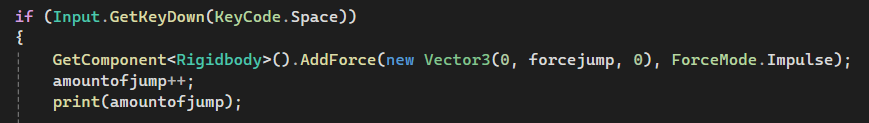 if (Input.GetKeyDown(KeyCode.Space))
{
GetComponent<Rigidbody>().AddForce(new Vector3(0, forcejump, 0), ForceMode.Impulse);
amountofjump++;
print(amountofjump);